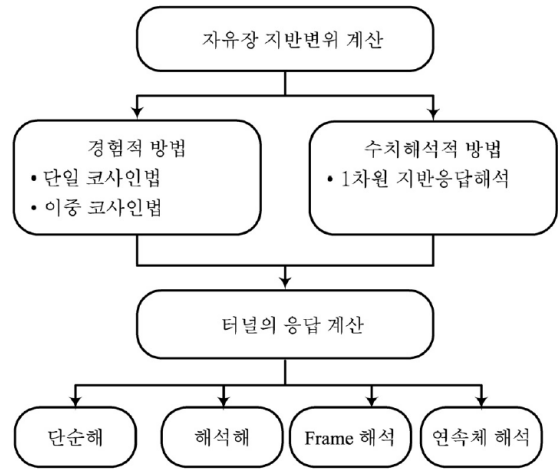 자유장 지반변위 계산
경험적 방법
• 단일 코사인법
• 이중 코사인법
수치해석적 방법
• 1차원 지반응답해석
터널의 응답 계산
단순해
해석해
Frame 해석
연속체 해석